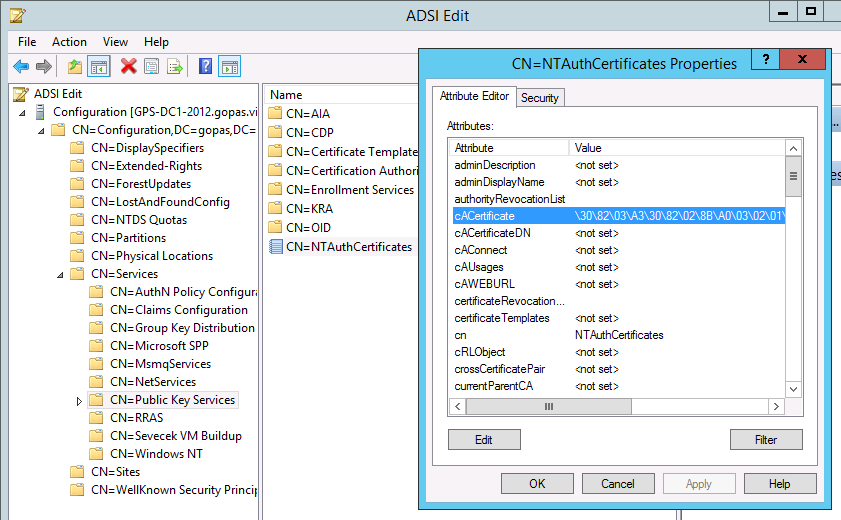 ADSI Edit
File Action View Help
ADSI Edit
Configuration [GPS-DC1-2012.gopas.vi
CN=Configuration,DC=gopas,DC=
CN=DisplaySpecifiers
CN=Extended-Rights
CN=ForestUpdates
CN=LostAndFoundConfig
CN=NTDS Quotas
CN=Partitions
CN=Physical Locations
CN=Services
CN=AuthN Policy Configura
CN=Claims Configuration
CN=Group Key Distribution
CN=Microsoft SPP
CN=MsmqServices
CN=NetServices
CN=Public Key Services
CN=RRAS
CN=Sevecek VM Buildup
CN=Windows NT
CN=Sites
CN=WellKnown Security Princip
Name
CN=AIA
CN=CDP
CN=Certificate Template
CN=Certification Authori
CN=Enrollment Services
CN=KRA
CN=OID
CN=NTAuthCertificates
CN=NTAuthCertificates Properties ? x
Attribute Editor Security
Attributes:
Attribute Value
adminDescription <not set>
adminDisplayName <not set>
authorityRevocationList
cACertificate \30\82\03\A3\30\82\02\8B\A0\03\02\01\
cACertificateDN <not set>
cAConnect <not set>
cAUsages <not set>
cAWEBURL <not set>
certificateRevocation...
certificateTemplates <not set>
cn NTAuthCertificates
cRLObject <not set>
crossCertificatePair <not set>
currentParentCA <not set>
Edit Filter
OK Cancel Apply Help